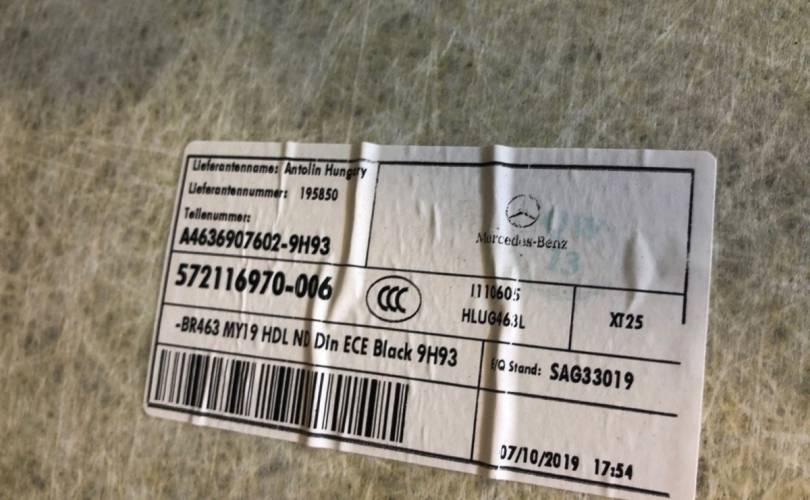 Lieferantenname: Antolin Hungary
Lieferantennummer: 195850
Teilenummer:
A4636907602-9H93
Mercedes-Benz
572116970-006
CCC
1110605
HLUG463L
XT25
-BR463 MY19 HDL ND Din ECE Black 9H93
E/Q Stand: SAG33019
07/10/2019 17:54